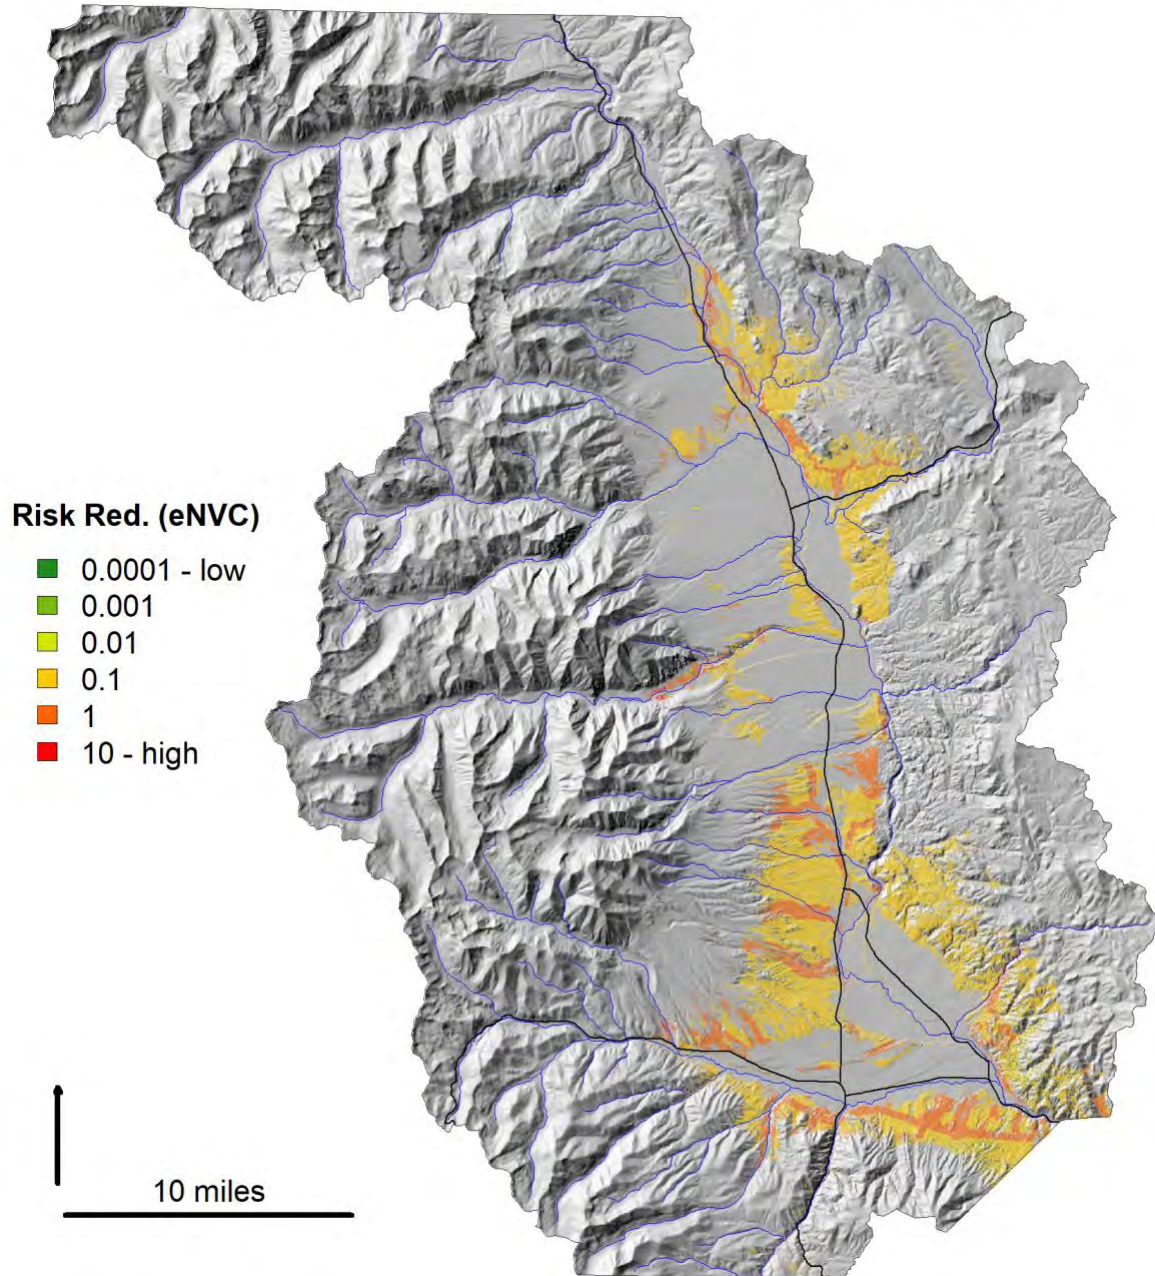 Risk Red. (eNVC)
0.0001 - low
0.001
0.01
0.1
1
10 - high
10 miles